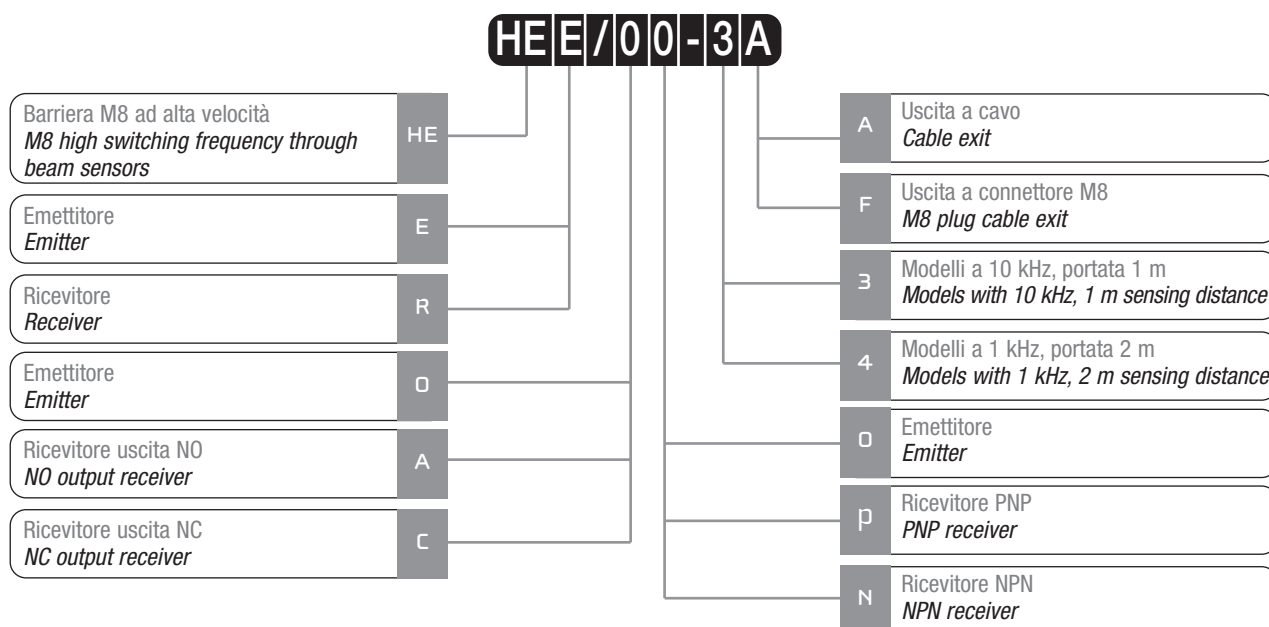 HEE/00-3A
Barriera M8 ad alta velocità
M8 high switching frequency through
beam sensors
HE
Emettitore
Emitter
E
Ricevitore
Receiver
R
Emettitore
Emitter
0
Ricevitore uscita NO
NO output receiver
A
Ricevitore uscita NC
NC output receiver
C
A
Uscita a cavo
Cable exit
F
Uscita a connettore M8
M8 plug cable exit
3
Modelli a 10 kHz, portata 1 m
Models with 10 kHz, 1 m sensing distance
4
Modelli a 1 kHz, portata 2 m
Models with 1 kHz, 2 m sensing distance
0
Emettitore
Emitter
P
Ricevitore PNP
PNP receiver
N
Ricevitore NPN
NPN receiver